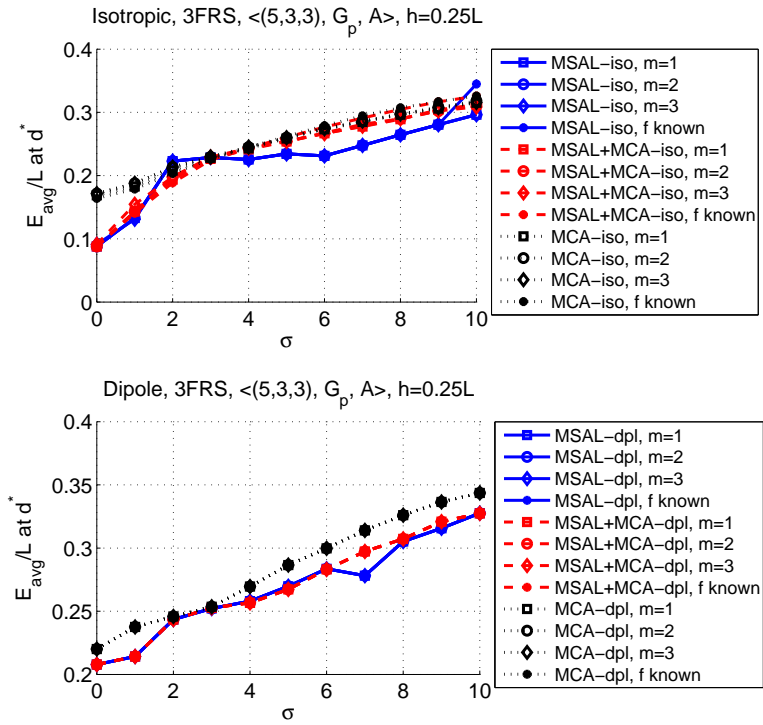 Isotropic, 3FRS, <(5,3,3), G_p, A>, h=0.25L
0.4
0.3
0.2
0.1
0
E_avg/L at d^*
0 2 4 6 8 10
σ
MSAL−iso, m=1
MSAL−iso, m=2
MSAL−iso, m=3
MSAL−iso, f known
MSAL+MCA−iso, m=1
MSAL+MCA−iso, m=2
MSAL+MCA−iso, m=3
MSAL+MCA−iso, f known
MCA−iso, m=1
MCA−iso, m=2
MCA−iso, m=3
MCA−iso, f known
Dipole, 3FRS, <(5,3,3), G_p, A>, h=0.25L
0.4
0.35
0.3
0.25
0.2
E_avg/L at d^*
0 2 4 6 8 10
σ
MSAL−dpl, m=1
MSAL−dpl, m=2
MSAL−dpl, m=3
MSAL−dpl, f known
MSAL+MCA−dpl, m=1
MSAL+MCA−dpl, m=2
MSAL+MCA−dpl, m=3
MSAL+MCA−dpl, f known
MCA−dpl, m=1
MCA−dpl, m=2
MCA−dpl, m=3
MCA−dpl, f known